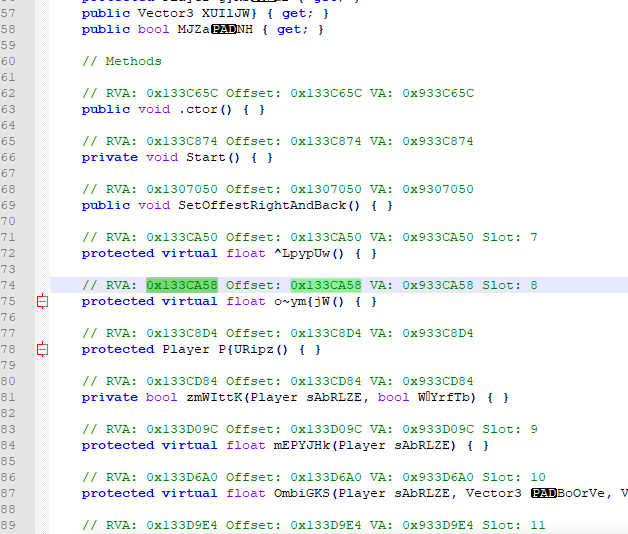 57 public Vector3 XUIlJW} { get; }
58 public bool MJZaPADNH { get; }
59
60 // Methods
61
62 // RVA: 0x133C65C Offset: 0x133C65C VA: 0x933C65C
63 public void .ctor() { }
64
65 // RVA: 0x133C874 Offset: 0x133C874 VA: 0x933C874
66 private void Start() { }
67
68 // RVA: 0x1307050 Offset: 0x1307050 VA: 0x9307050
69 public void SetOffestRightAndBack() { }
70
71 // RVA: 0x133CA50 Offset: 0x133CA50 VA: 0x933CA50 Slot: 7
72 protected virtual float ^LpypUw() { }
73
74 // RVA: 0x133CA58 Offset: 0x133CA58 VA: 0x933CA58 Slot: 8
75 protected virtual float o~ym{jW() { }
76
77 // RVA: 0x133C8D4 Offset: 0x133C8D4 VA: 0x933C8D4
78 protected Player P{URipz() { }
79
80 // RVA: 0x133CD84 Offset: 0x133CD84 VA: 0x933CD84
81 private bool zmWIttK(Player sAbRLZE, bool W▯YrfTb) { }
82
83 // RVA: 0x133D09C Offset: 0x133D09C VA: 0x933D09C Slot: 9
84 protected virtual float mEPYJHk(Player sAbRLZE) { }
85
86 // RVA: 0x133D6A0 Offset: 0x133D6A0 VA: 0x933D6A0 Slot: 10
87 protected virtual float OmbiGKS(Player sAbRLZE, Vector3 PADBoOrVe, V
88
89 // RVA: 0x133D9E4 Offset: 0x133D9E4 VA: 0x933D9E4 Slot: 11